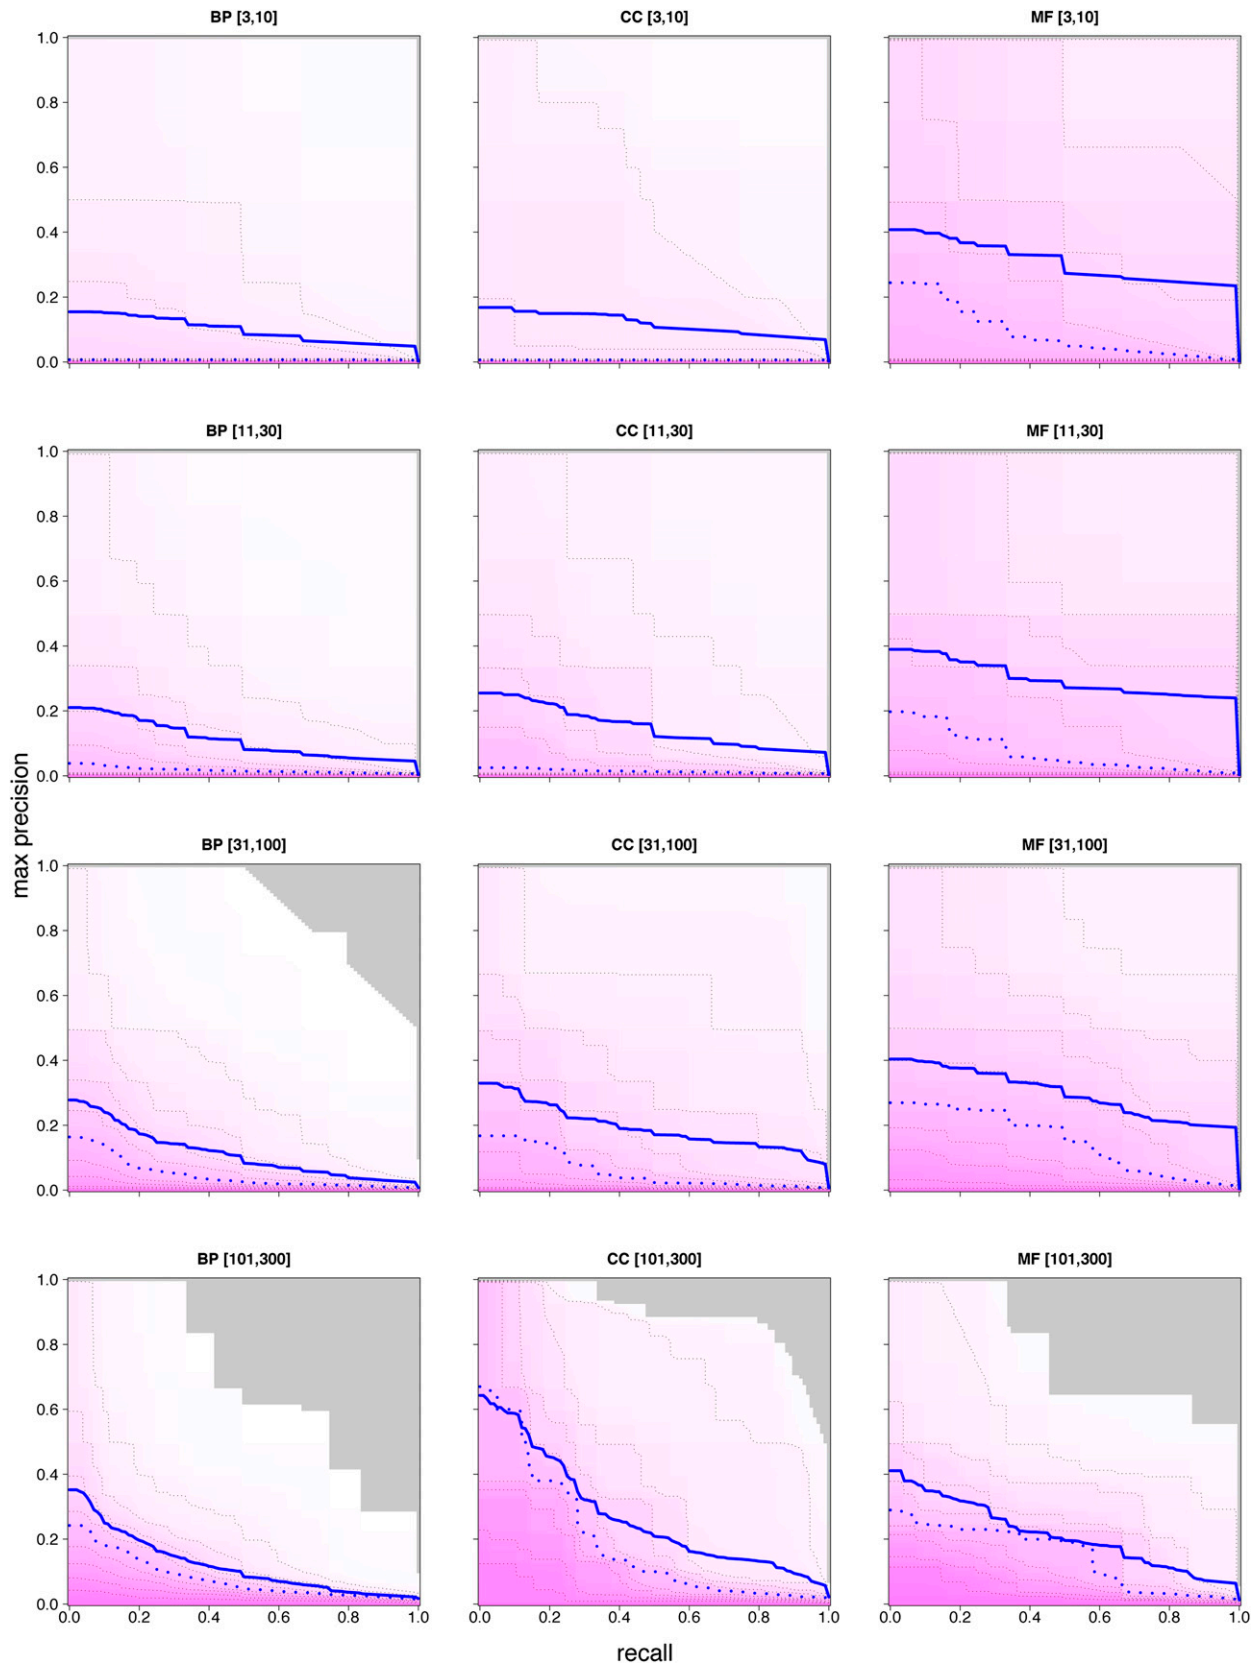 BP [3,10]
CC [3,10]
MF [3,10]
1.0
0.8
0.6
0.4
0.2
0.0
BP [11,30]
CC [11,30]
MF [11,30]
1.0
0.8
0.6
0.4
0.2
0.0
max precision
BP [31,100]
CC [31,100]
MF [31,100]
1.0
0.8
0.6
0.4
0.2
0.0
BP [101,300]
CC [101,300]
MF [101,300]
1.0
0.8
0.6
0.4
0.2
0.0
0.0 0.2 0.4 0.6 0.8 1.0
0.0 0.2 0.4 0.6 0.8 1.0
0.0 0.2 0.4 0.6 0.8 1.0
recall